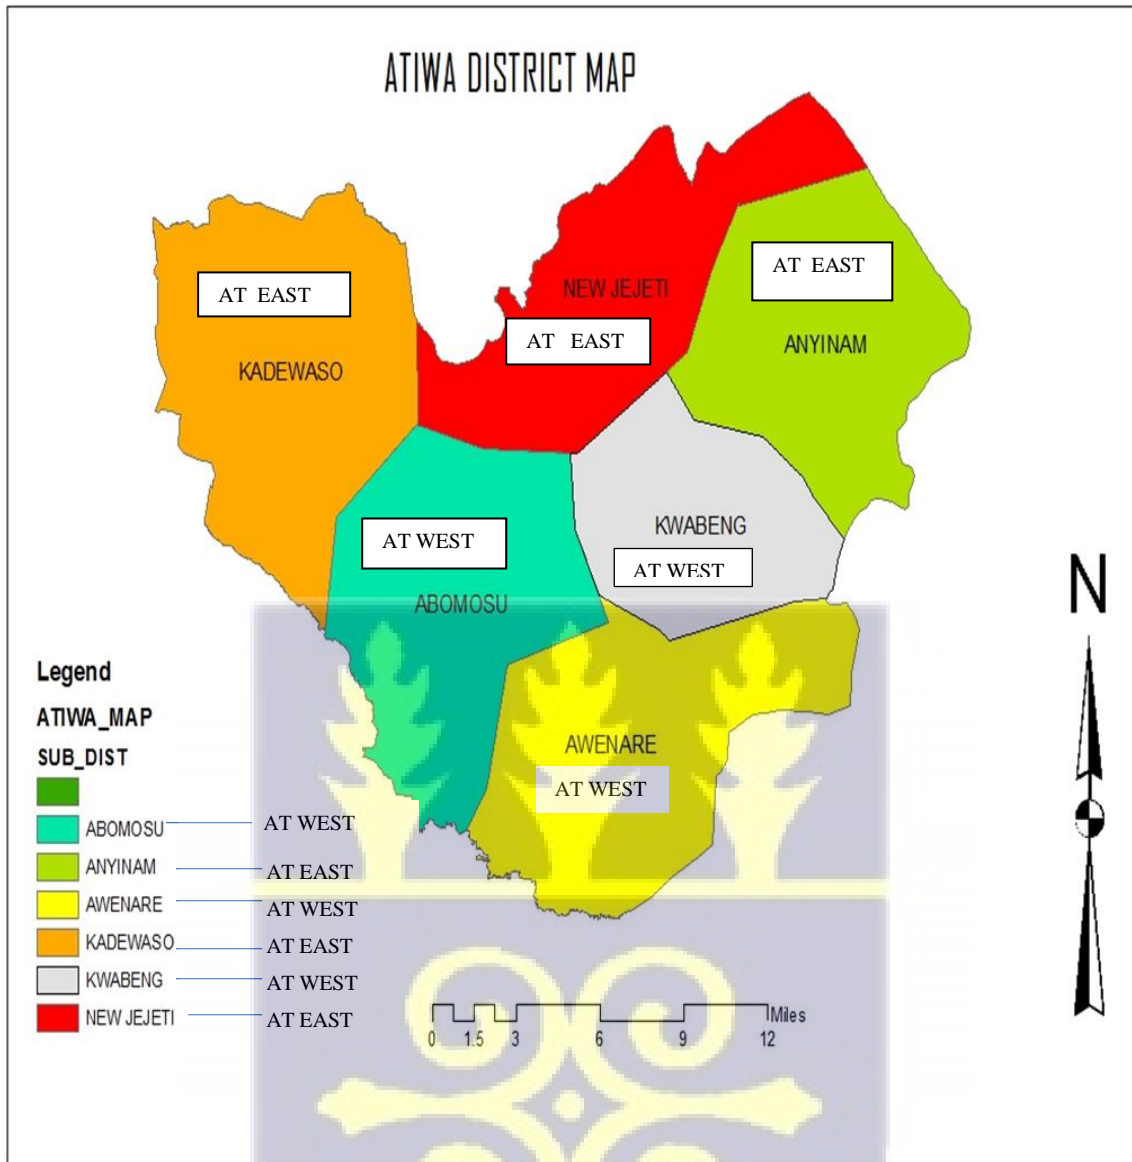 ATIWA DISTRICT MAP
AT EAST
AT EAST
NEW JEJETI
AT EAST
ANYINAM
KADEWASO
KWABENG
AT WEST
AT WEST
ABOMOSU
N
AWENARE
AT WEST
Legend
ATIWA_MAP
SUB_DIST
ABOMOSU AT WEST
ANYINAM AT EAST
AWENARE AT WEST
KADEWASO AT EAST
KWABENG AT WEST
NEW JEJETI AT EAST
Miles
0 1.5 3 6 9 12